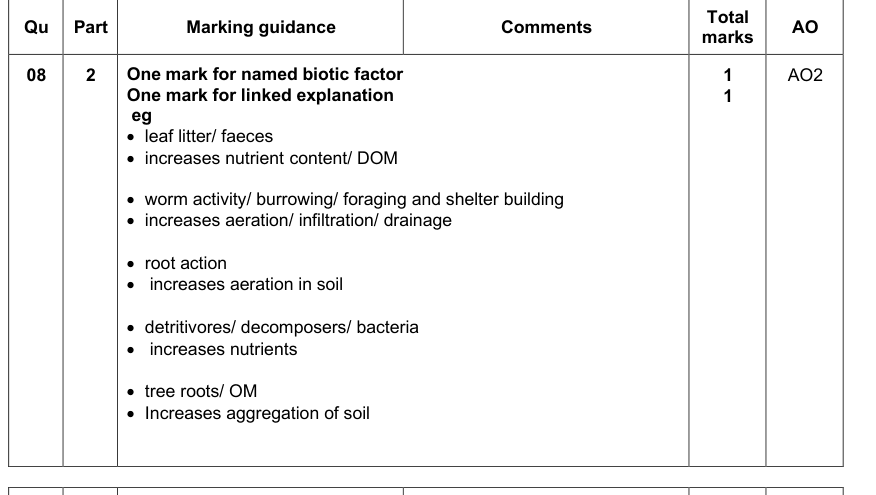 Qu Part Marking guidance Comments Total marks AO
08 2 One mark for named biotic factor 1 AO2
One mark for linked explanation 1
eg
• leaf litter/ faeces
• increases nutrient content/ DOM
• worm activity/ burrowing/ foraging and shelter building
• increases aeration/ infiltration/ drainage
• root action
• increases aeration in soil
• detritivores/ decomposers/ bacteria
• increases nutrients
• tree roots/ OM
• Increases aggregation of soil